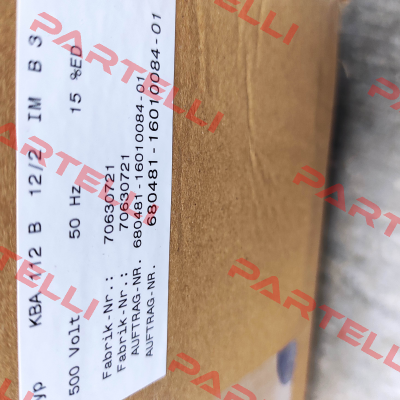 yp KBA 112 B 12/2 IM B 3
500 Volt 50 Hz 15 %ED
Fabrik-Nr.: 70630721
Fabrik-Nr.: 70630721
AUFTRAG-NR. 680481-16010084-01
AUFTRAG-NR. 680481-16010084-01
PARTELLI
PARTELLI
PARTELLI
PARTELLI